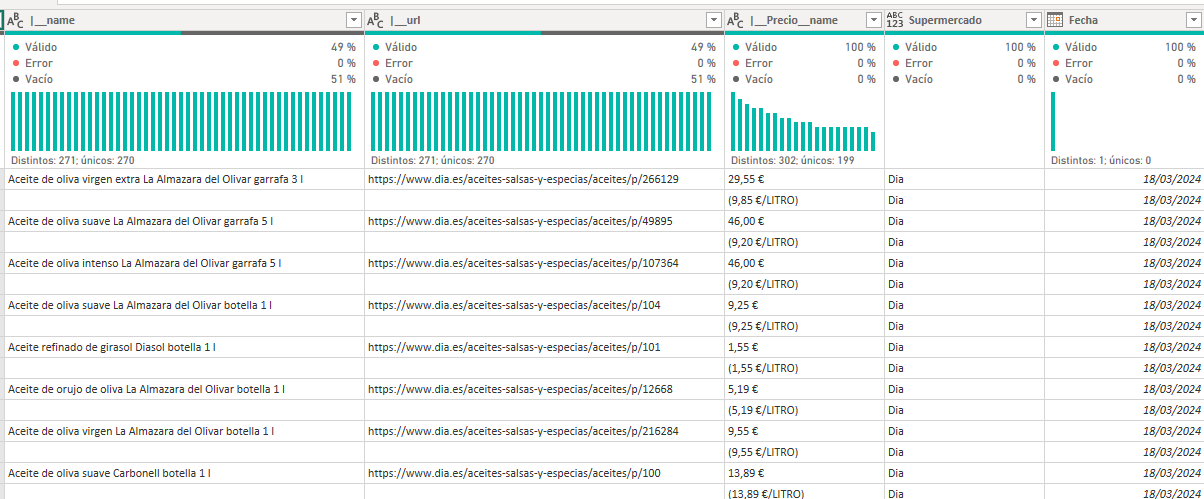 ABC |__name ABC |__url ABC |__Precio__name ABC 123 Supermercado Fecha
Válido 49 % Válido 49 % Válido 100 % Válido 100 % Válido 100 %
Error 0 % Error 0 % Error 0 % Error 0 % Error 0 %
Vacío 51 % Vacío 51 % Vacío 0 % Vacío 0 % Vacío 0 %
Distintos: 271; únicos: 270 Distintos: 271; únicos: 270 Distintos: 302; únicos: 199 Distintos: 1; únicos: 0
Aceite de oliva virgen extra La Almazara del Olivar garrafa 3 l https://www.dia.es/aceites-salsas-y-especias/aceites/p/266129 29,55 € Dia 18/03/2024
(9,85 €/LITRO) Dia 18/03/2024
Aceite de oliva suave La Almazara del Olivar garrafa 5 l https://www.dia.es/aceites-salsas-y-especias/aceites/p/49895 46,00 € Dia 18/03/2024
(9,20 €/LITRO) Dia 18/03/2024
Aceite de oliva intenso La Almazara del Olivar garrafa 5 l https://www.dia.es/aceites-salsas-y-especias/aceites/p/107364 46,00 € Dia 18/03/2024
(9,20 €/LITRO) Dia 18/03/2024
Aceite de oliva suave La Almazara del Olivar botella 1 l https://www.dia.es/aceites-salsas-y-especias/aceites/p/104 9,25 € Dia 18/03/2024
(9,25 €/LITRO) Dia 18/03/2024
Aceite refinado de girasol Diasol botella 1 l https://www.dia.es/aceites-salsas-y-especias/aceites/p/101 1,55 € Dia 18/03/2024
(1,55 €/LITRO) Dia 18/03/2024
Aceite de orujo de oliva La Almazara del Olivar botella 1 l https://www.dia.es/aceites-salsas-y-especias/aceites/p/12668 5,19 € Dia 18/03/2024
(5,19 €/LITRO) Dia 18/03/2024
Aceite de oliva virgen La Almazara del Olivar botella 1 l https://www.dia.es/aceites-salsas-y-especias/aceites/p/216284 9,55 € Dia 18/03/2024
(9,55 €/LITRO) Dia 18/03/2024
Aceite de oliva suave Carbonell botella 1 l https://www.dia.es/aceites-salsas-y-especias/aceites/p/100 13,89 € Dia 18/03/2024
(13,89 €/LITRO) Dia 18/03/2024